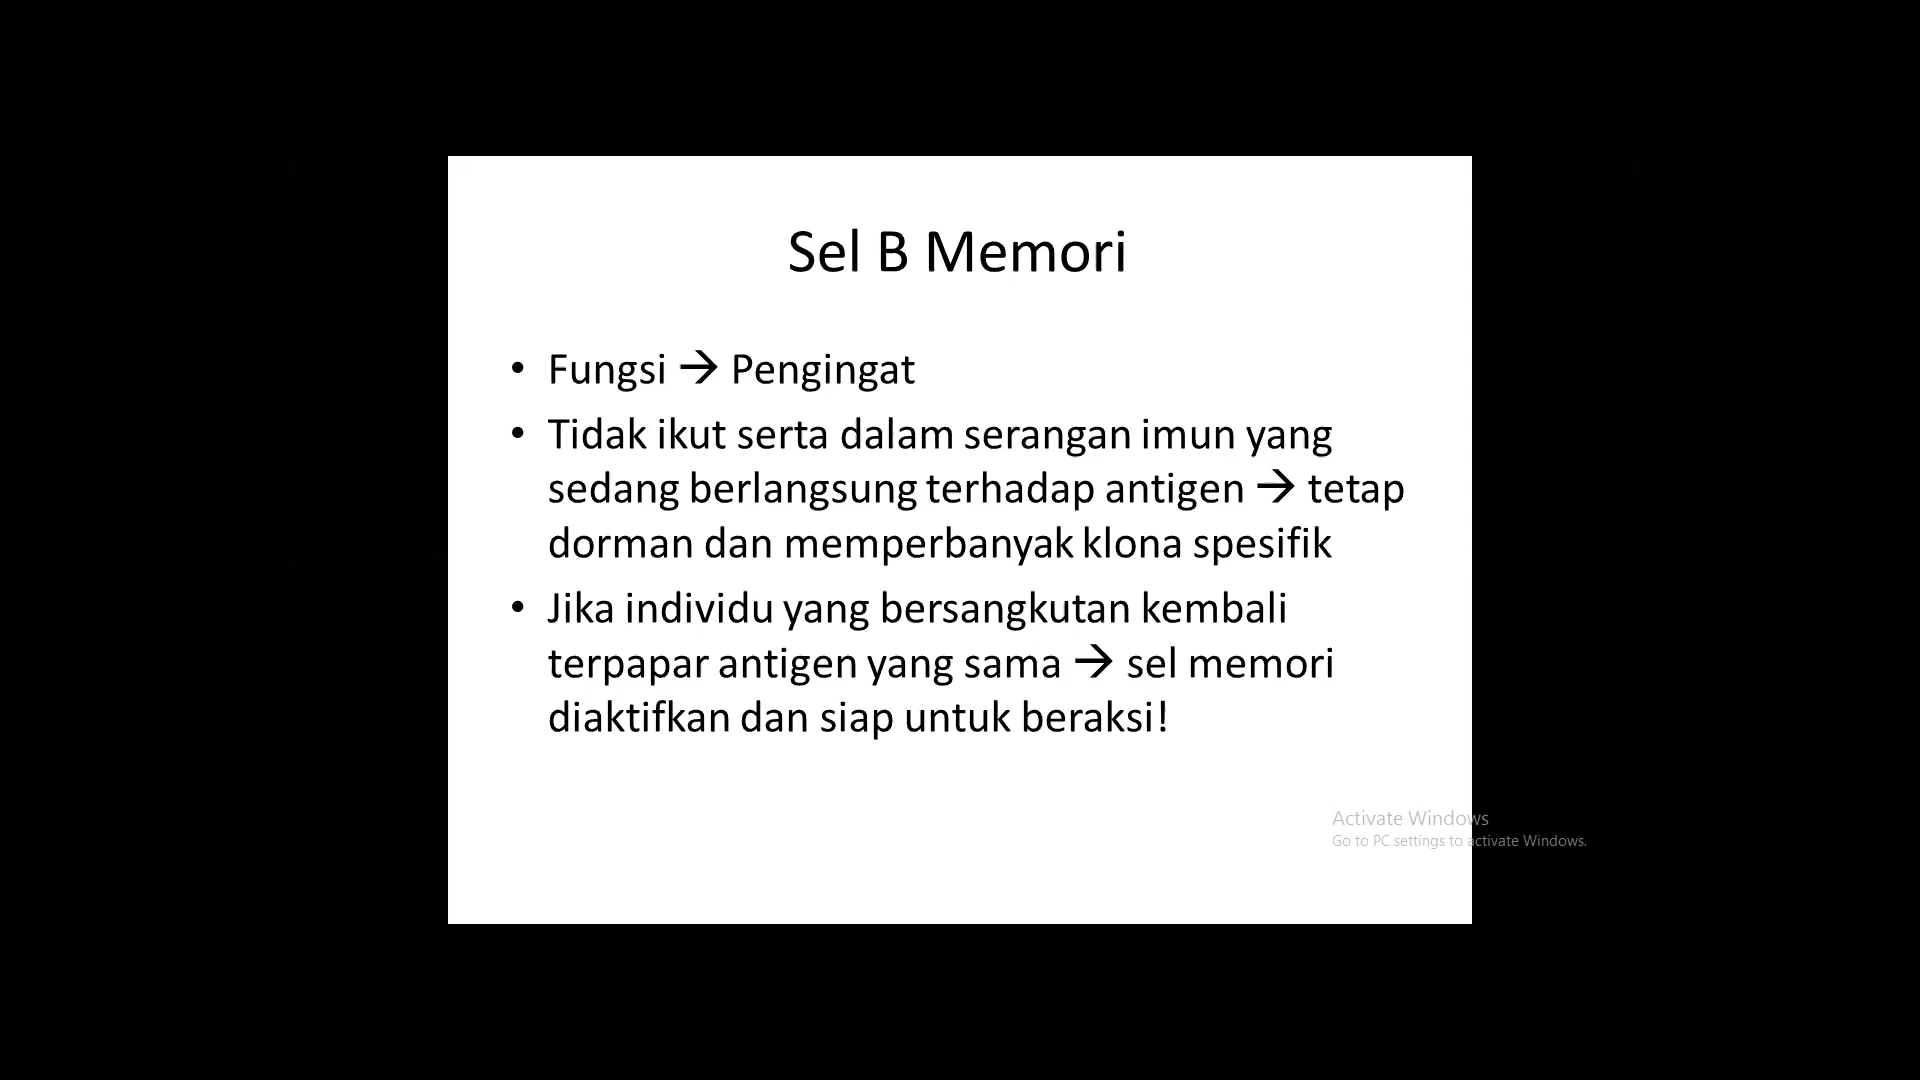 Sel B Memori
• Fungsi → Pengingat
• Tidak ikut serta dalam serangan imun yang
sedang berlangsung terhadap antigen → tetap
dorman dan memperbanyak klona spesifik
• Jika individu yang bersangkutan kembali
terpapar antigen yang sama → sel memori
diaktifkan dan siap untuk beraksi!
Activate Windows
Go to PC settings to activate Windows.